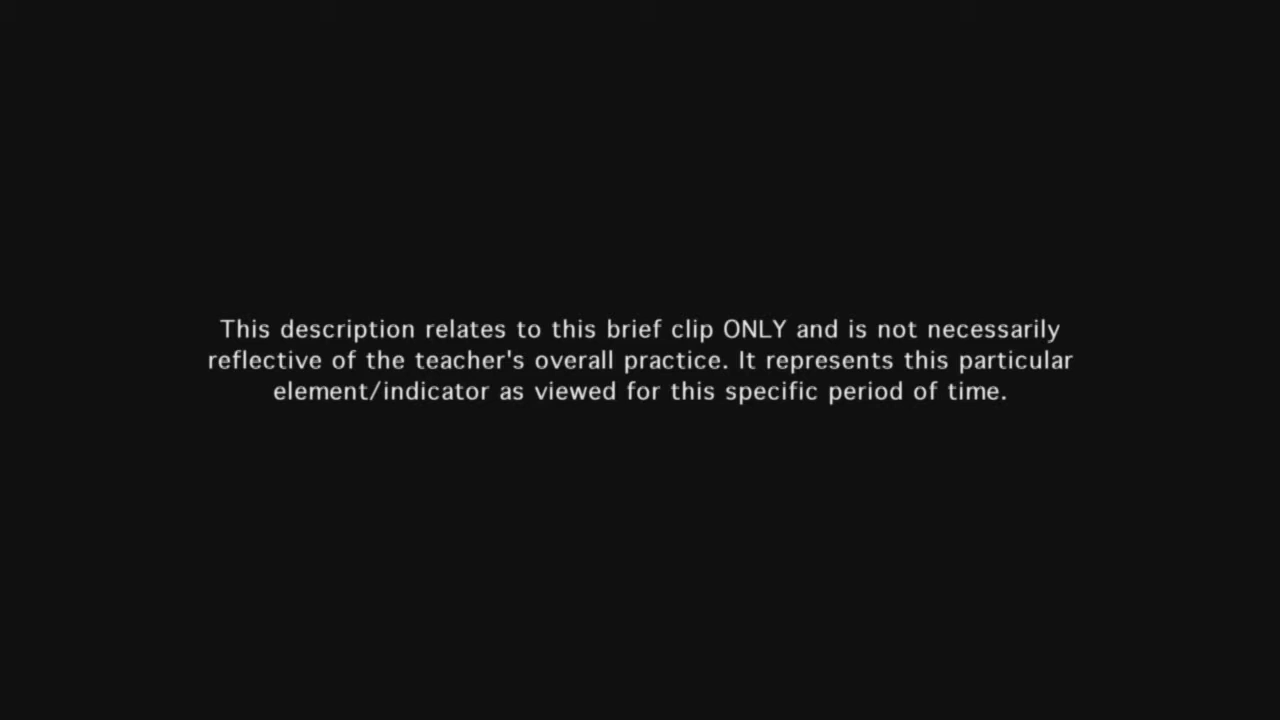 This description relates to this brief clip ONLY and is not necessarily
reflective of the teacher's overall practice. It represents this particular
element/indicator as viewed for this specific period of time.